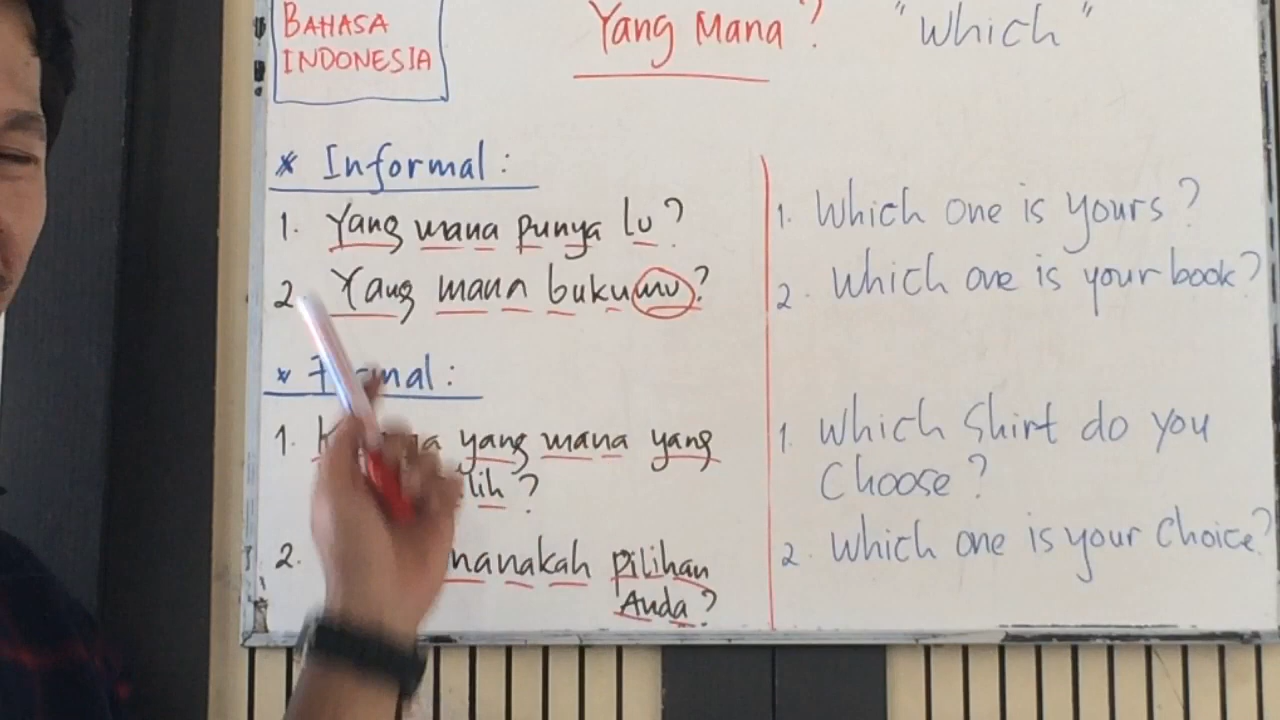 BAHASA
INDONESIA
Yang Mana? "Which"
* Informal:
1. Yang mana punya lu?
2. Yang mana bukumu?
* Formal:
1. yang mana yang
?
2. pilihan
Anda?
1. Which one is yours?
2. Which one is your book?
1. Which Shirt do you
Choose?
2. Which one is your Choice?